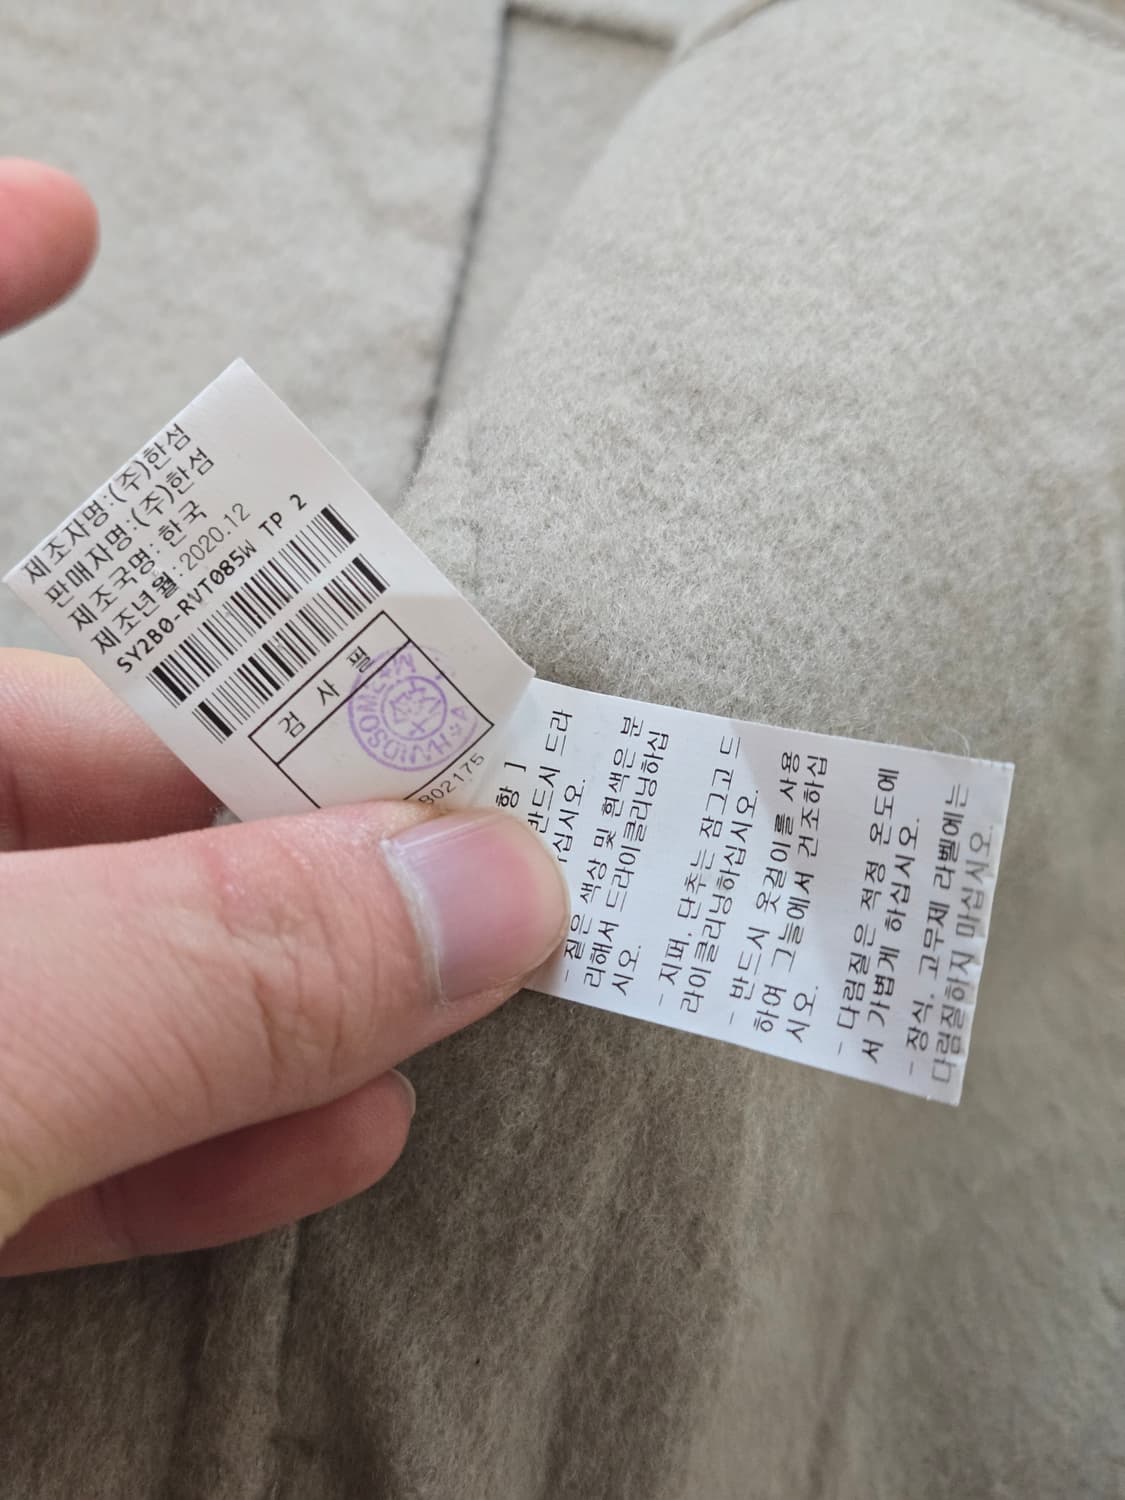 제조자명:(주)한섬
판매자명:(주)한섬
제조국명:한국
제조년월:2020.12
SY2B0-RVT085W TP 2
검 사 필
HANDSOME
802175
항 ]
반드시 드라
십시오.
- 짙은 색상 및 흰색은 분
리해서 드라이클리닝하십
시오.
- 지퍼, 단추는 잠그고 드
라이클리닝하십시오.
- 반드시 옷걸이를 사용
하여 그늘에서 건조하십
시오.
- 다림질은 적정 온도에
서 가볍게 하십시오.
- 장식, 고무제 라벨에는
다림질하지 마십시오.